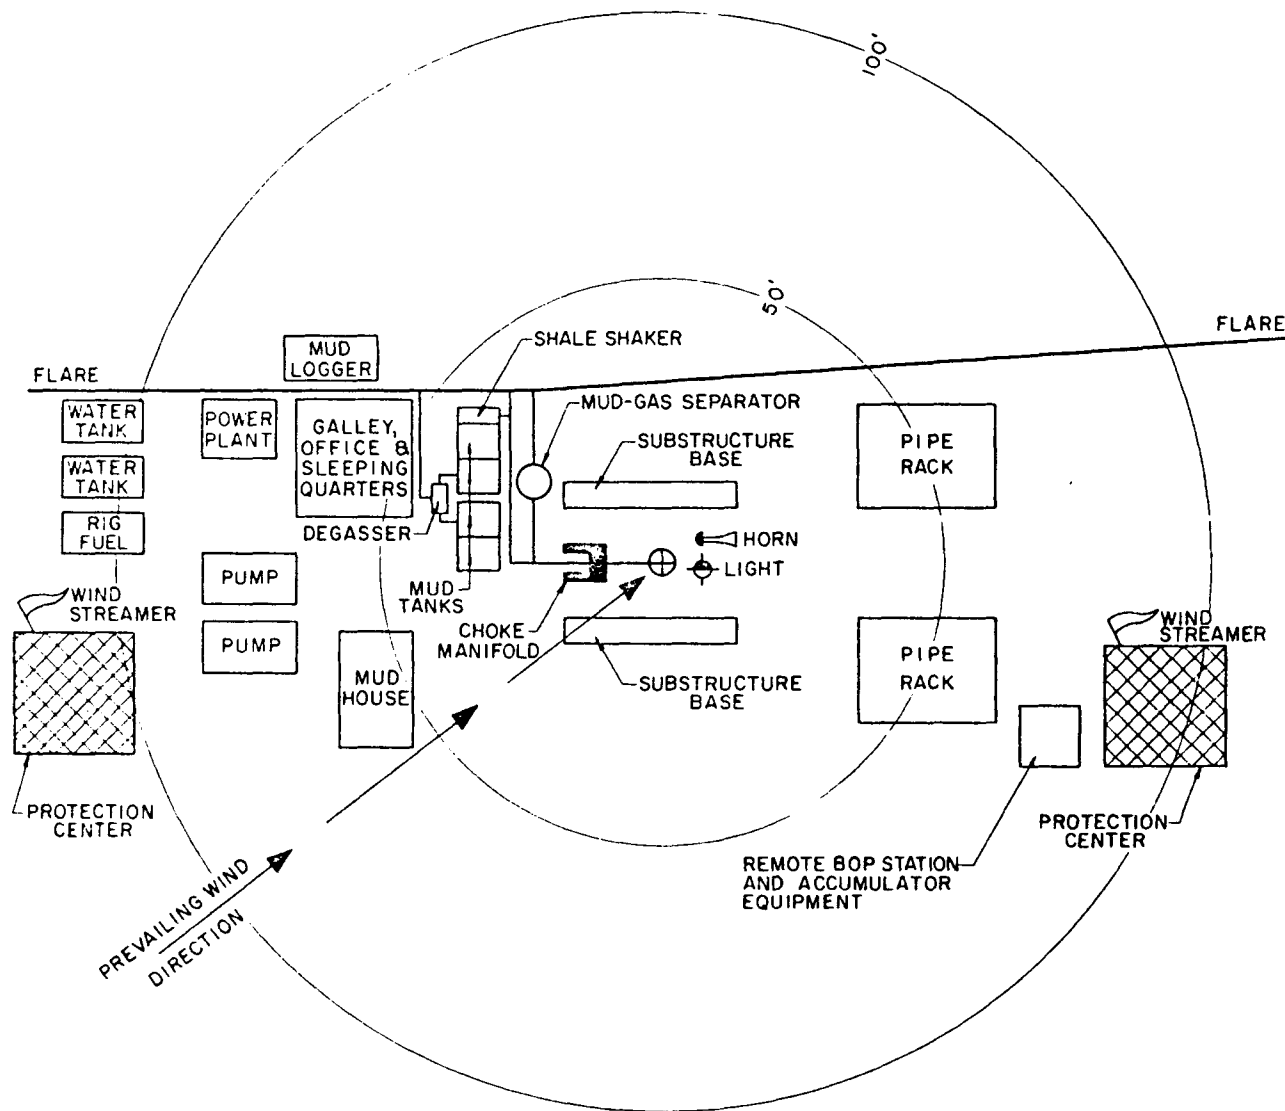 100'
50'
FLARE
SHALE SHAKER
MUD
LOGGER
FLARE
WATER
TANK
POWER
PLANT
GALLEY,
OFFICE &
SLEEPING
QUARTERS
MUD-GAS SEPARATOR
SUBSTRUCTURE
BASE
PIPE
RACK
WATER
TANK
RIG
FUEL
DEGASSER
HORN
LIGHT
PUMP
MUD
TANKS
WIND
STREAMER
CHOKE
MANIFOLD
WIND
STREAMER
PUMP
MUD
HOUSE
SUBSTRUCTURE
BASE
PIPE
RACK
PROTECTION
CENTER
PROTECTION
CENTER
REMOTE BOP STATION
AND ACCUMULATOR
EQUIPMENT
PREVAILING WIND
DIRECTION